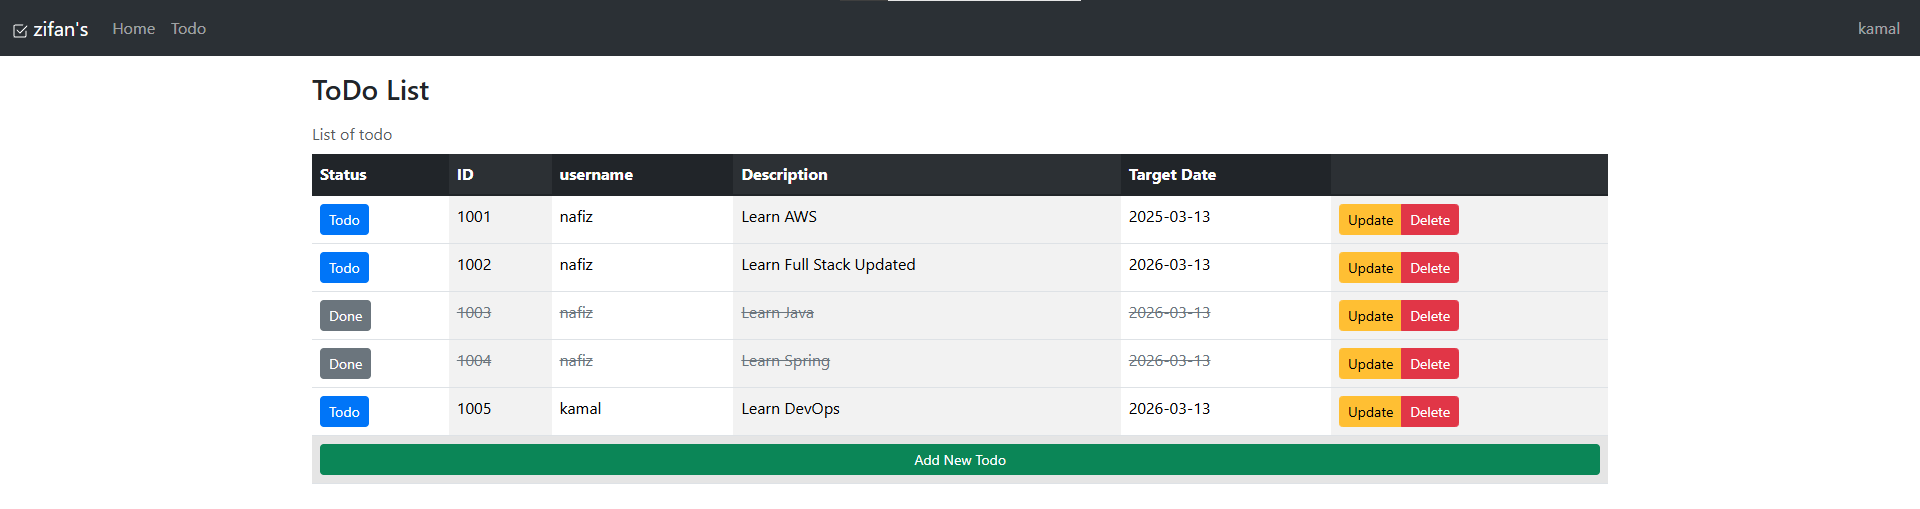 zifan's Home Todo kamal
ToDo List
List of todo
Status ID username Description Target Date
Todo 1001 nafiz Learn AWS 2025-03-13 Update Delete
Todo 1002 nafiz Learn Full Stack Updated 2026-03-13 Update Delete
Done 1003 nafiz Learn Java 2026-03-13 Update Delete
Done 1004 nafiz Learn Spring 2026-03-13 Update Delete
Todo 1005 kamal Learn DevOps 2026-03-13 Update Delete
Add New Todo